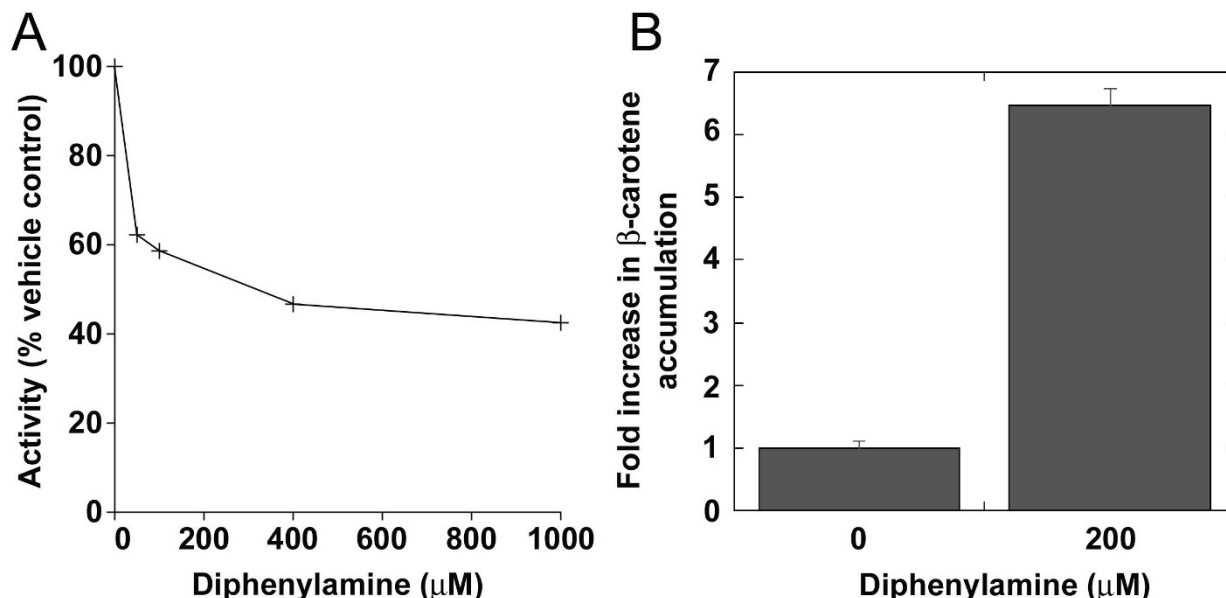 A
Activity (% vehicle control)
100
80
60
40
20
0
0 200 400 600 800 1000
Diphenylamine (μM)
B
Fold increase in β-carotene
accumulation
7
6
5
4
3
2
1
0
0 200
Diphenylamine (μM)